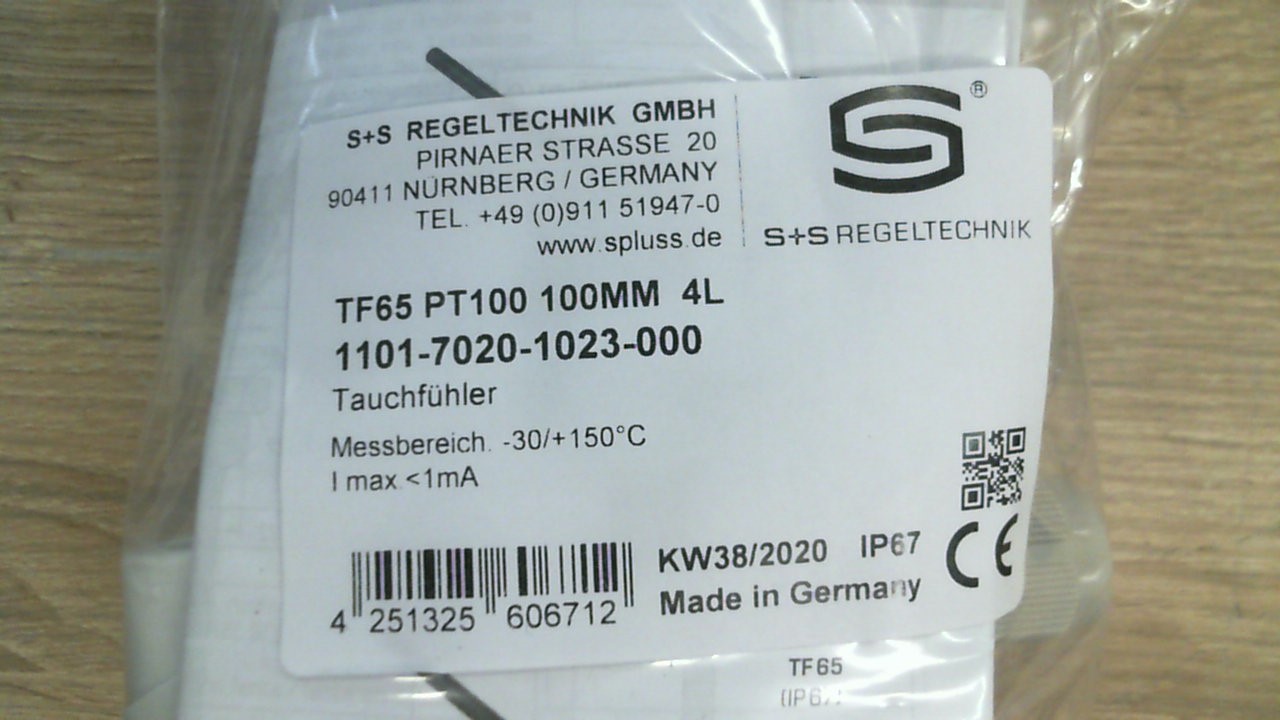 S+S REGELTECHNIK GMBH
PIRNAER STRASSE 20
90411 NÜRNBERG / GERMANY
TEL. +49 (0)911 51947-0
www.spluss.de
®
S+S REGELTECHNIK
TF65 PT100 100MM 4L
1101-7020-1023-000
Tauchfühler
Messbereich. -30/+150°C
I max.<1mA
4 251325 606712
KW38/2020 IP67
Made in Germany
CE
TF65